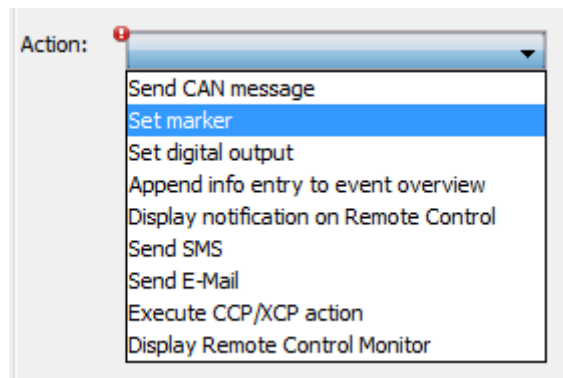 Action:
Send CAN message
Set marker
Set digital output
Append info entry to event overview
Display notification on Remote Control
Send SMS
Send E-Mail
Execute CCP/XCP action
Display Remote Control Monitor